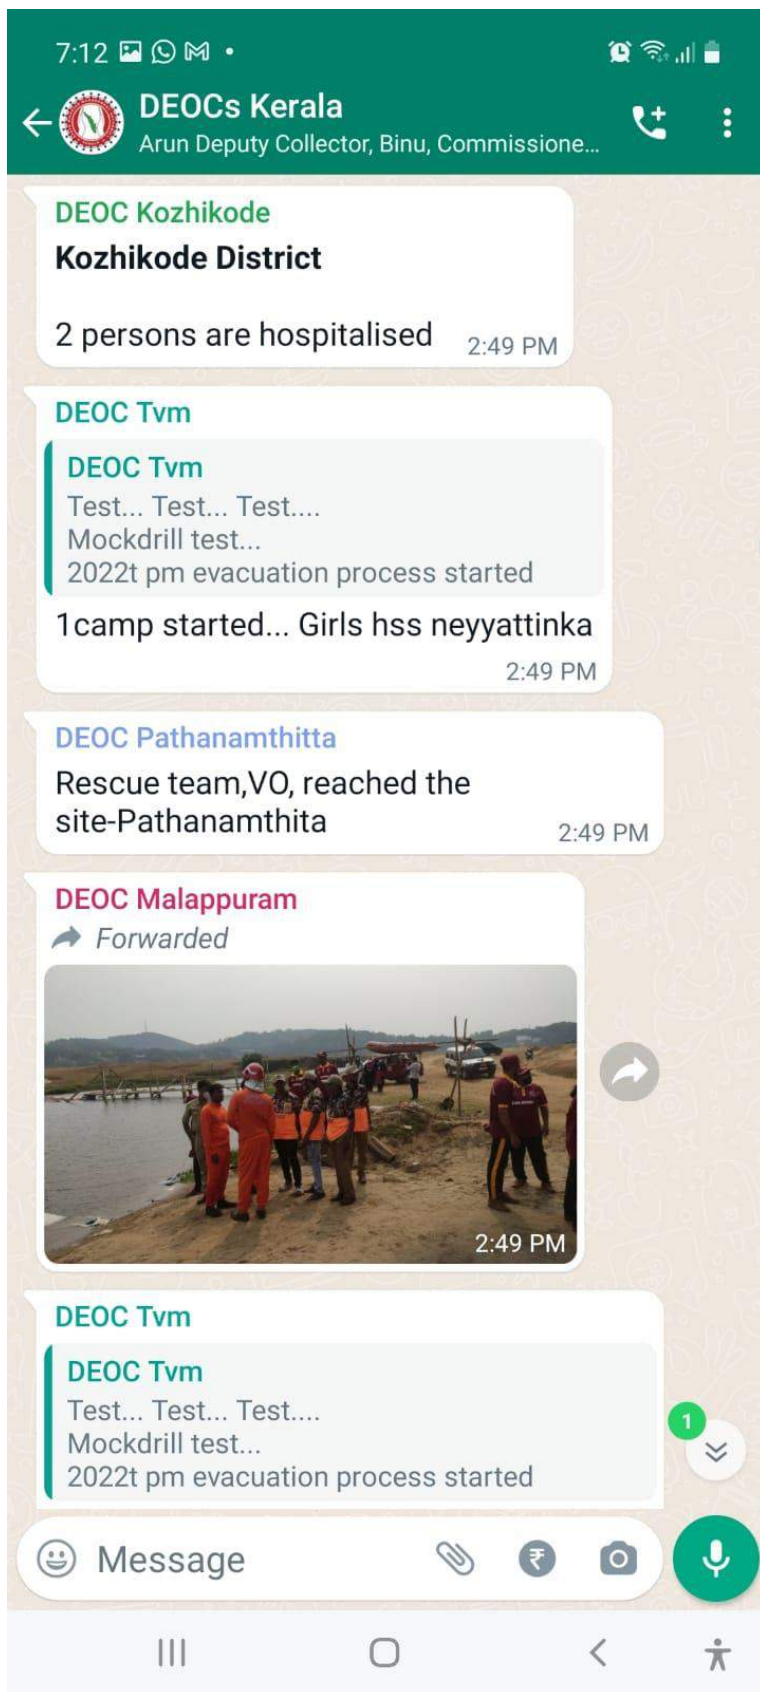 7:12
DEOCs Kerala
Arun Deputy Collector, Binu, Commissione...
DEOC Kozhikode
Kozhikode District
2 persons are hospitalised
2:49 PM
DEOC Tvm
DEOC Tvm
Test... Test... Test....
Mockdrill test...
2022t pm evacuation process started
1camp started... Girls hss neyyattinka
2:49 PM
DEOC Pathanamthitta
Rescue team,VO, reached the
site-Pathanamthita
2:49 PM
DEOC Malappuram
Forwarded
2:49 PM
DEOC Tvm
DEOC Tvm
Test... Test... Test....
Mockdrill test...
2022t pm evacuation process started
1
Message